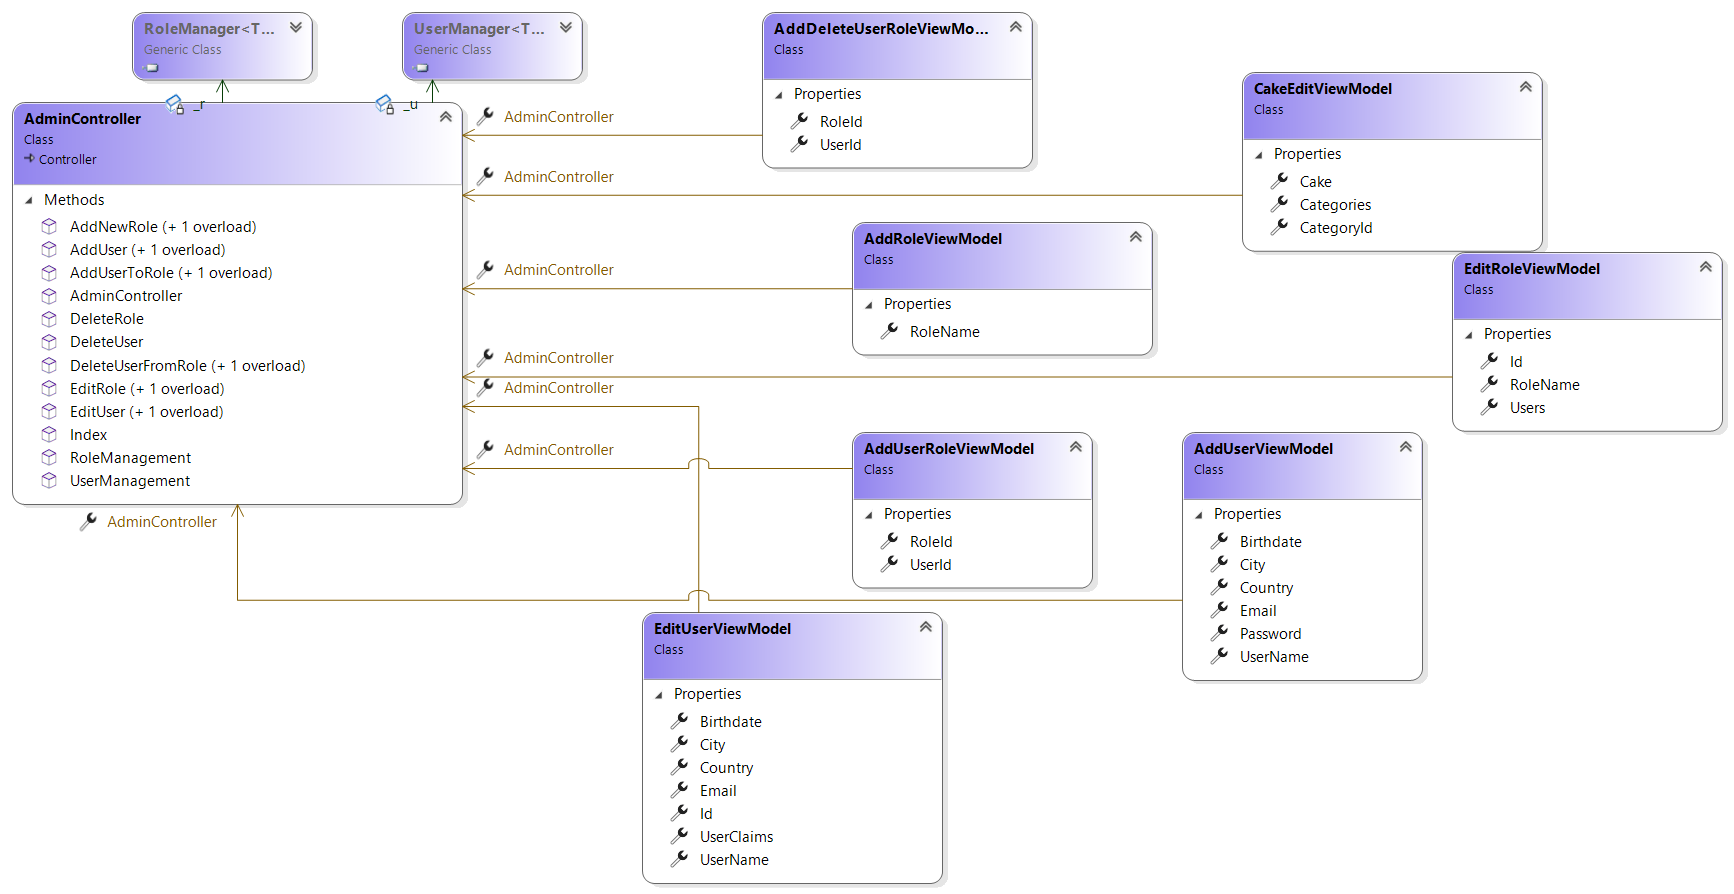 RoleManager<T...
Generic Class
UserManager<T...
Generic Class
_r
_u
AdminController
Class
Controller
Methods
AddNewRole (+ 1 overload)
AddUser (+ 1 overload)
AddUserToRole (+ 1 overload)
AdminController
DeleteRole
DeleteUser
DeleteUserFromRole (+ 1 overload)
EditRole (+ 1 overload)
EditUser (+ 1 overload)
Index
RoleManagement
UserManagement
AdminController
AdminController
AdminController
AdminController
AdminController
AdminController
AdminController
AddDeleteUserRoleViewMo...
Class
Properties
RoleId
UserId
CakeEditViewModel
Class
Properties
Cake
Categories
CategoryId
AddRoleViewModel
Class
Properties
RoleName
EditRoleViewModel
Class
Properties
Id
RoleName
Users
AddUserRoleViewModel
Class
Properties
RoleId
UserId
AddUserViewModel
Class
Properties
Birthdate
City
Country
Email
Password
UserName
EditUserViewModel
Class
Properties
Birthdate
City
Country
Email
Id
UserClaims
UserName